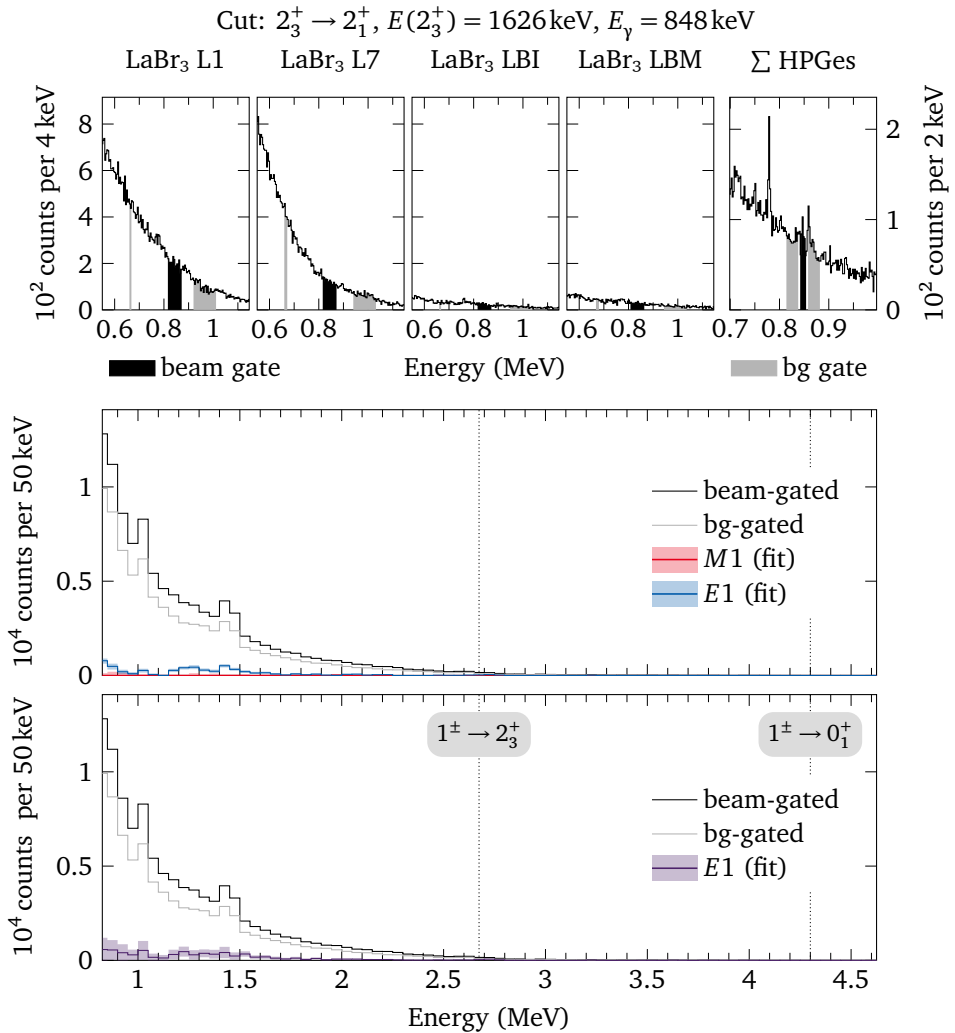 Cut: 2₃⁺ → 2₁⁺, E(2₃⁺) = 1626 keV, Eγ = 848 keV
LaBr₃ L1 LaBr₃ L7 LaBr₃ LBI LaBr₃ LBM ∑ HPGes
10² counts per 4 keV
8
6
4
2
0
2
1
0
10² counts per 2 keV
0.6 0.8 1 0.6 0.8 1 0.6 0.8 1 0.6 0.8 1 0.7 0.8 0.9
beam gate Energy (MeV) bg gate
10⁴ counts per 50 keV
1
0.5
0
beam-gated
bg-gated
M1 (fit)
E1 (fit)
10⁴ counts per 50 keV
1
0.5
0
1± → 2₃⁺ 1± → 0₁⁺
beam-gated
bg-gated
E1 (fit)
1 1.5 2 2.5 3 3.5 4 4.5
Energy (MeV)